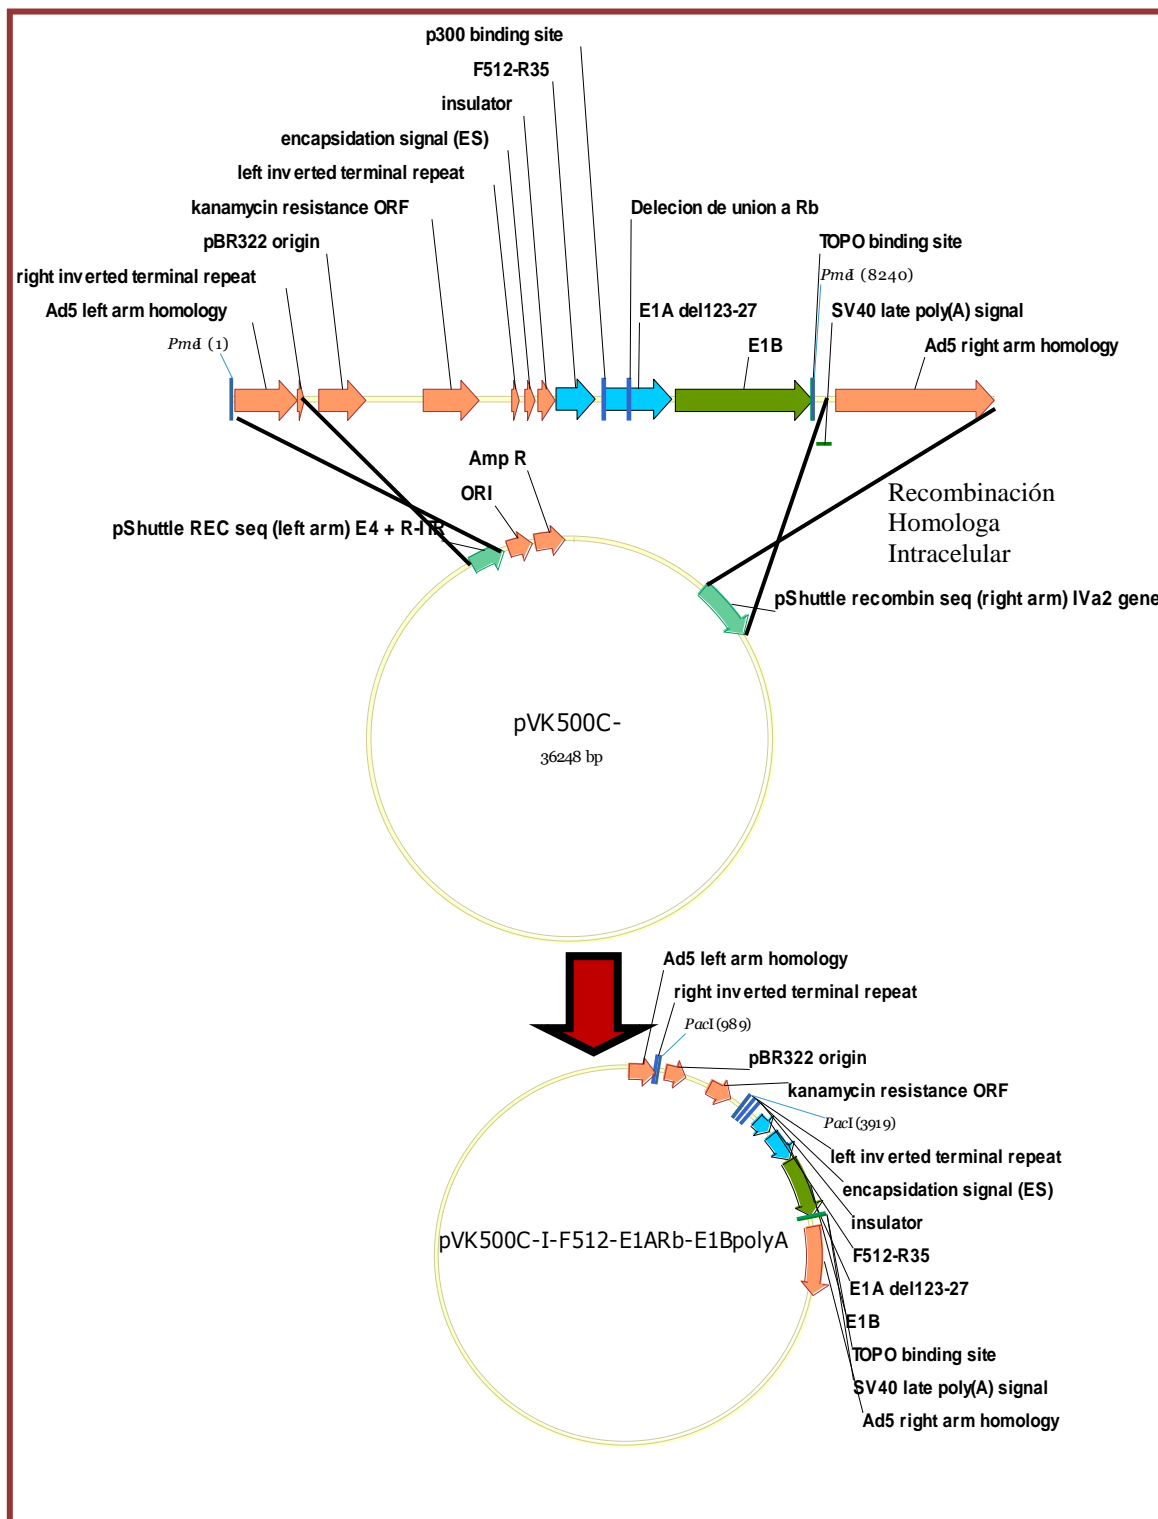 p300 binding site
F512-R35
insulator
encapsidation signal (ES)
left inverted terminal repeat
kanamycin resistance ORF
Delecion de union a Rb
pBR322 origin
TOPO binding site
right inverted terminal repeat
PmeI (8240)
Ad5 left arm homology
E1A del123-27
SV40 late poly(A) signal
PmeI (1)
E1B
Ad5 right arm homology
Amp R
ORI
Recombinación
Homologa
Intracelular
pShuttle REC seq (left arm) E4 + R-ITR
pShuttle recombin seq (right arm) IVa2 gene
pVK500C-
36248 bp
Ad5 left arm homology
right inverted terminal repeat
PacI (989)
pBR322 origin
kanamycin resistance ORF
PacI (3919)
left inverted terminal repeat
encapsidation signal (ES)
insulator
pVK500C-I-F512-E1ARb-E1BpolyA
F512-R35
E1A del123-27
E1B
TOPO binding site
SV40 late poly(A) signal
Ad5 right arm homology